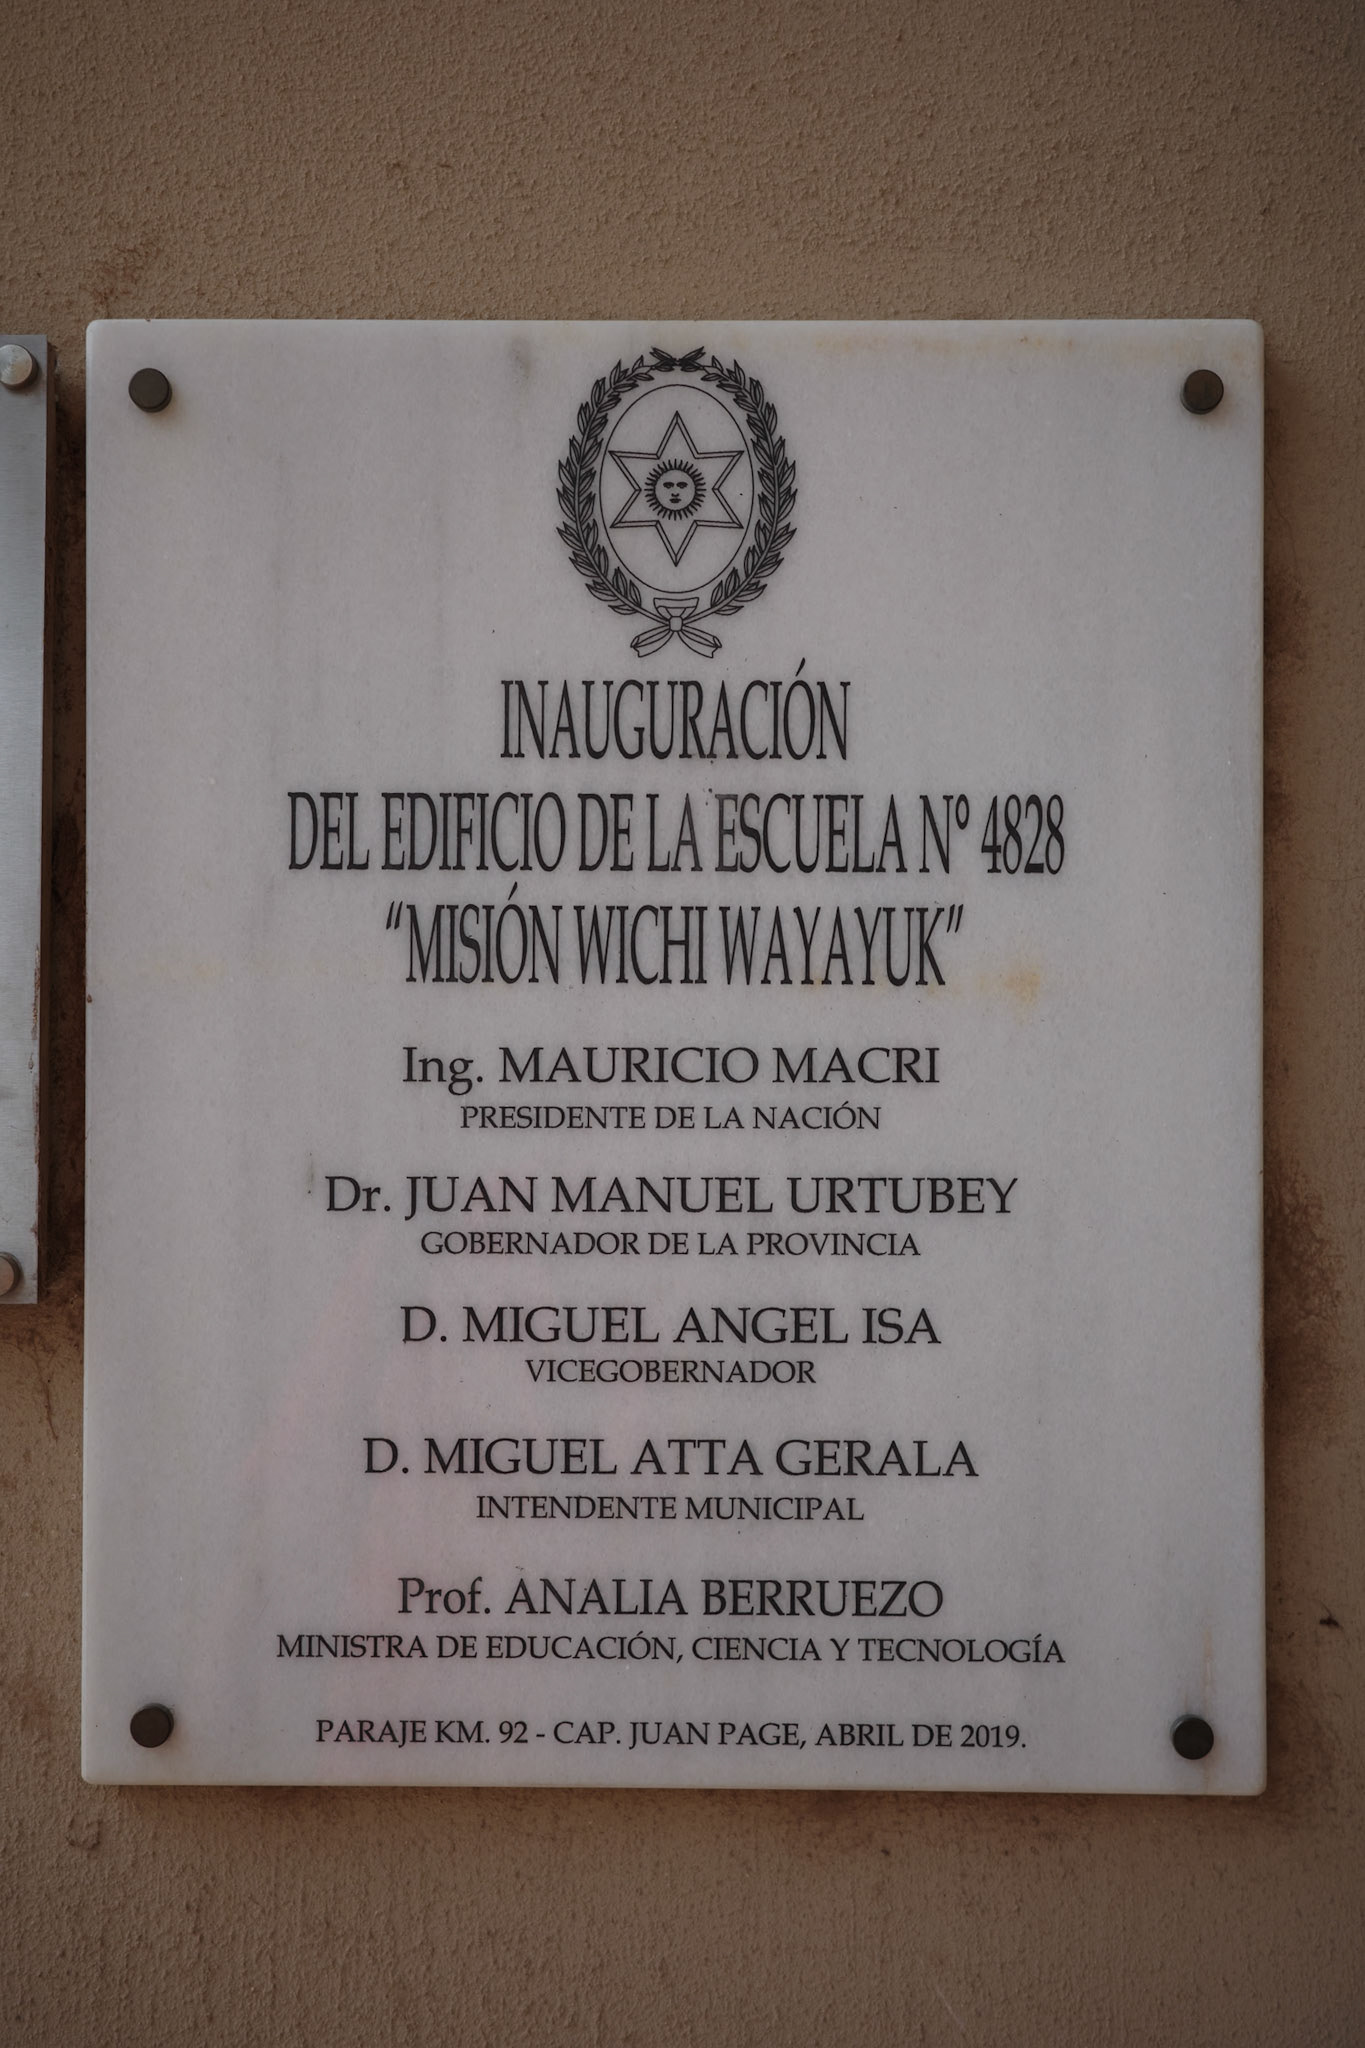 INAUGURACIÓN
DEL EDIFICIO DE LA ESCUELA Nº 4828
“MISIÓN WICHI WAYAYUK”
Ing. MAURICIO MACRI
PRESIDENTE DE LA NACIÓN
Dr. JUAN MANUEL URTUBEY
GOBERNADOR DE LA PROVINCIA
D. MIGUEL ANGEL ISA
VICEGOBERNADOR
D. MIGUEL ATTA GERALA
INTENDENTE MUNICIPAL
Prof. ANALIA BERRUEZO
MINISTRA DE EDUCACIÓN, CIENCIA Y TECNOLOGÍA
PARAJE KM. 92 - CAP. JUAN PAGE, ABRIL DE 2019.